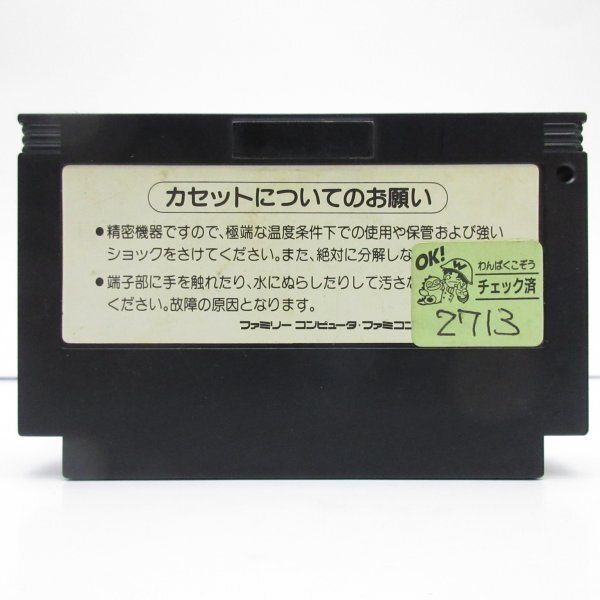 カセットについてのお願い
●精密機器ですので、極端な温度条件下での使用や保管および強い
ショックをさけてください。また、絶対に分解しな
●端子部に手を触れたり、水にぬらしたりして汚さ
ください。故障の原因となります。
ファミリーコンピュータ・ファミコン
OK!
W
わんぱくこぞう
チェック済
2713